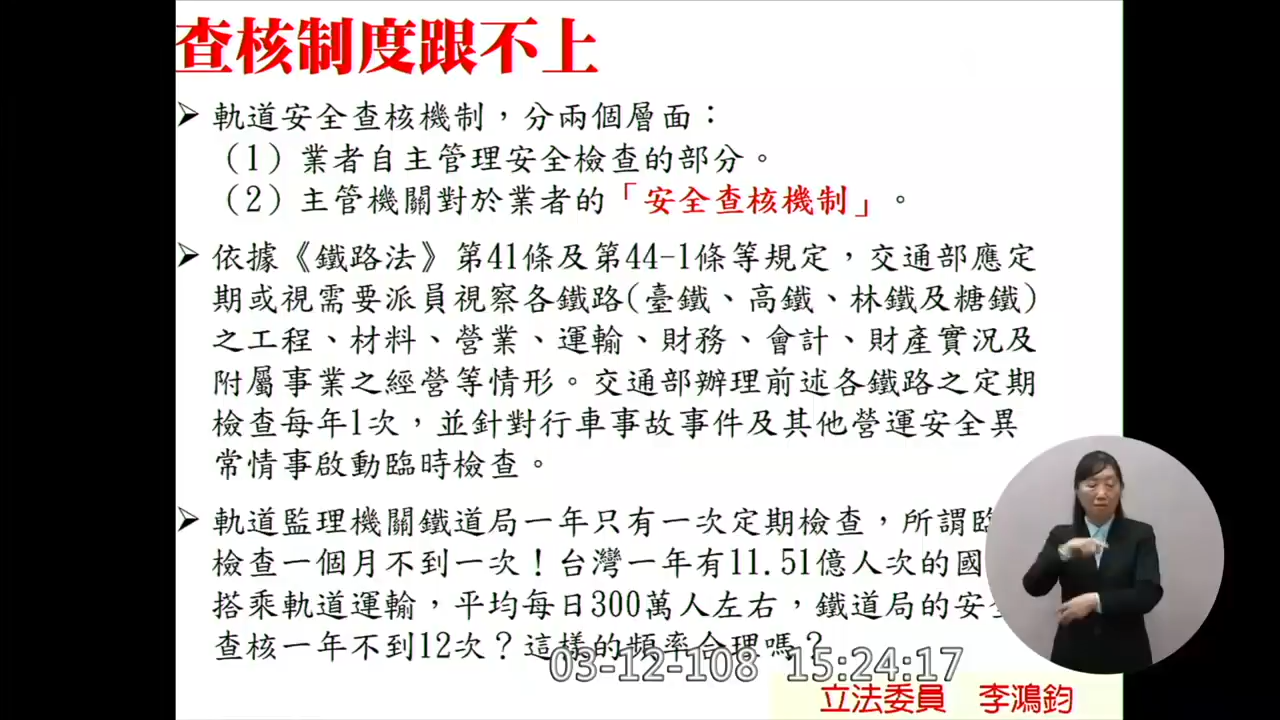 查核制度跟不上
➤ 軌道安全查核機制，分兩個層面：
（1）業者自主管理安全檢查的部分。
（2）主管機關對於業者的「安全查核機制」。
➤ 依據《鐵路法》第41條及第44-1條等規定，交通部應定
期或視需要派員視察各鐵路(臺鐵、高鐵、林鐵及糖鐵)
之工程、材料、營業、運輸、財務、會計、財產實況及
附屬事業之經營等情形。交通部辦理前述各鐵路之定期
檢查每年1次，並針對行車事故事件及其他營運安全異
常情事啟動臨時檢查。
➤ 軌道監理機關鐵道局一年只有一次定期檢查，所謂臨
檢查一個月不到一次！台灣一年有11.51億人次的國
搭乘軌道運輸，平均每日300萬人左右，鐵道局的安全
查核一年不到12次？這樣的頻率合理嗎？
03-12-108 15:24:17
立法委員 李鴻鈞